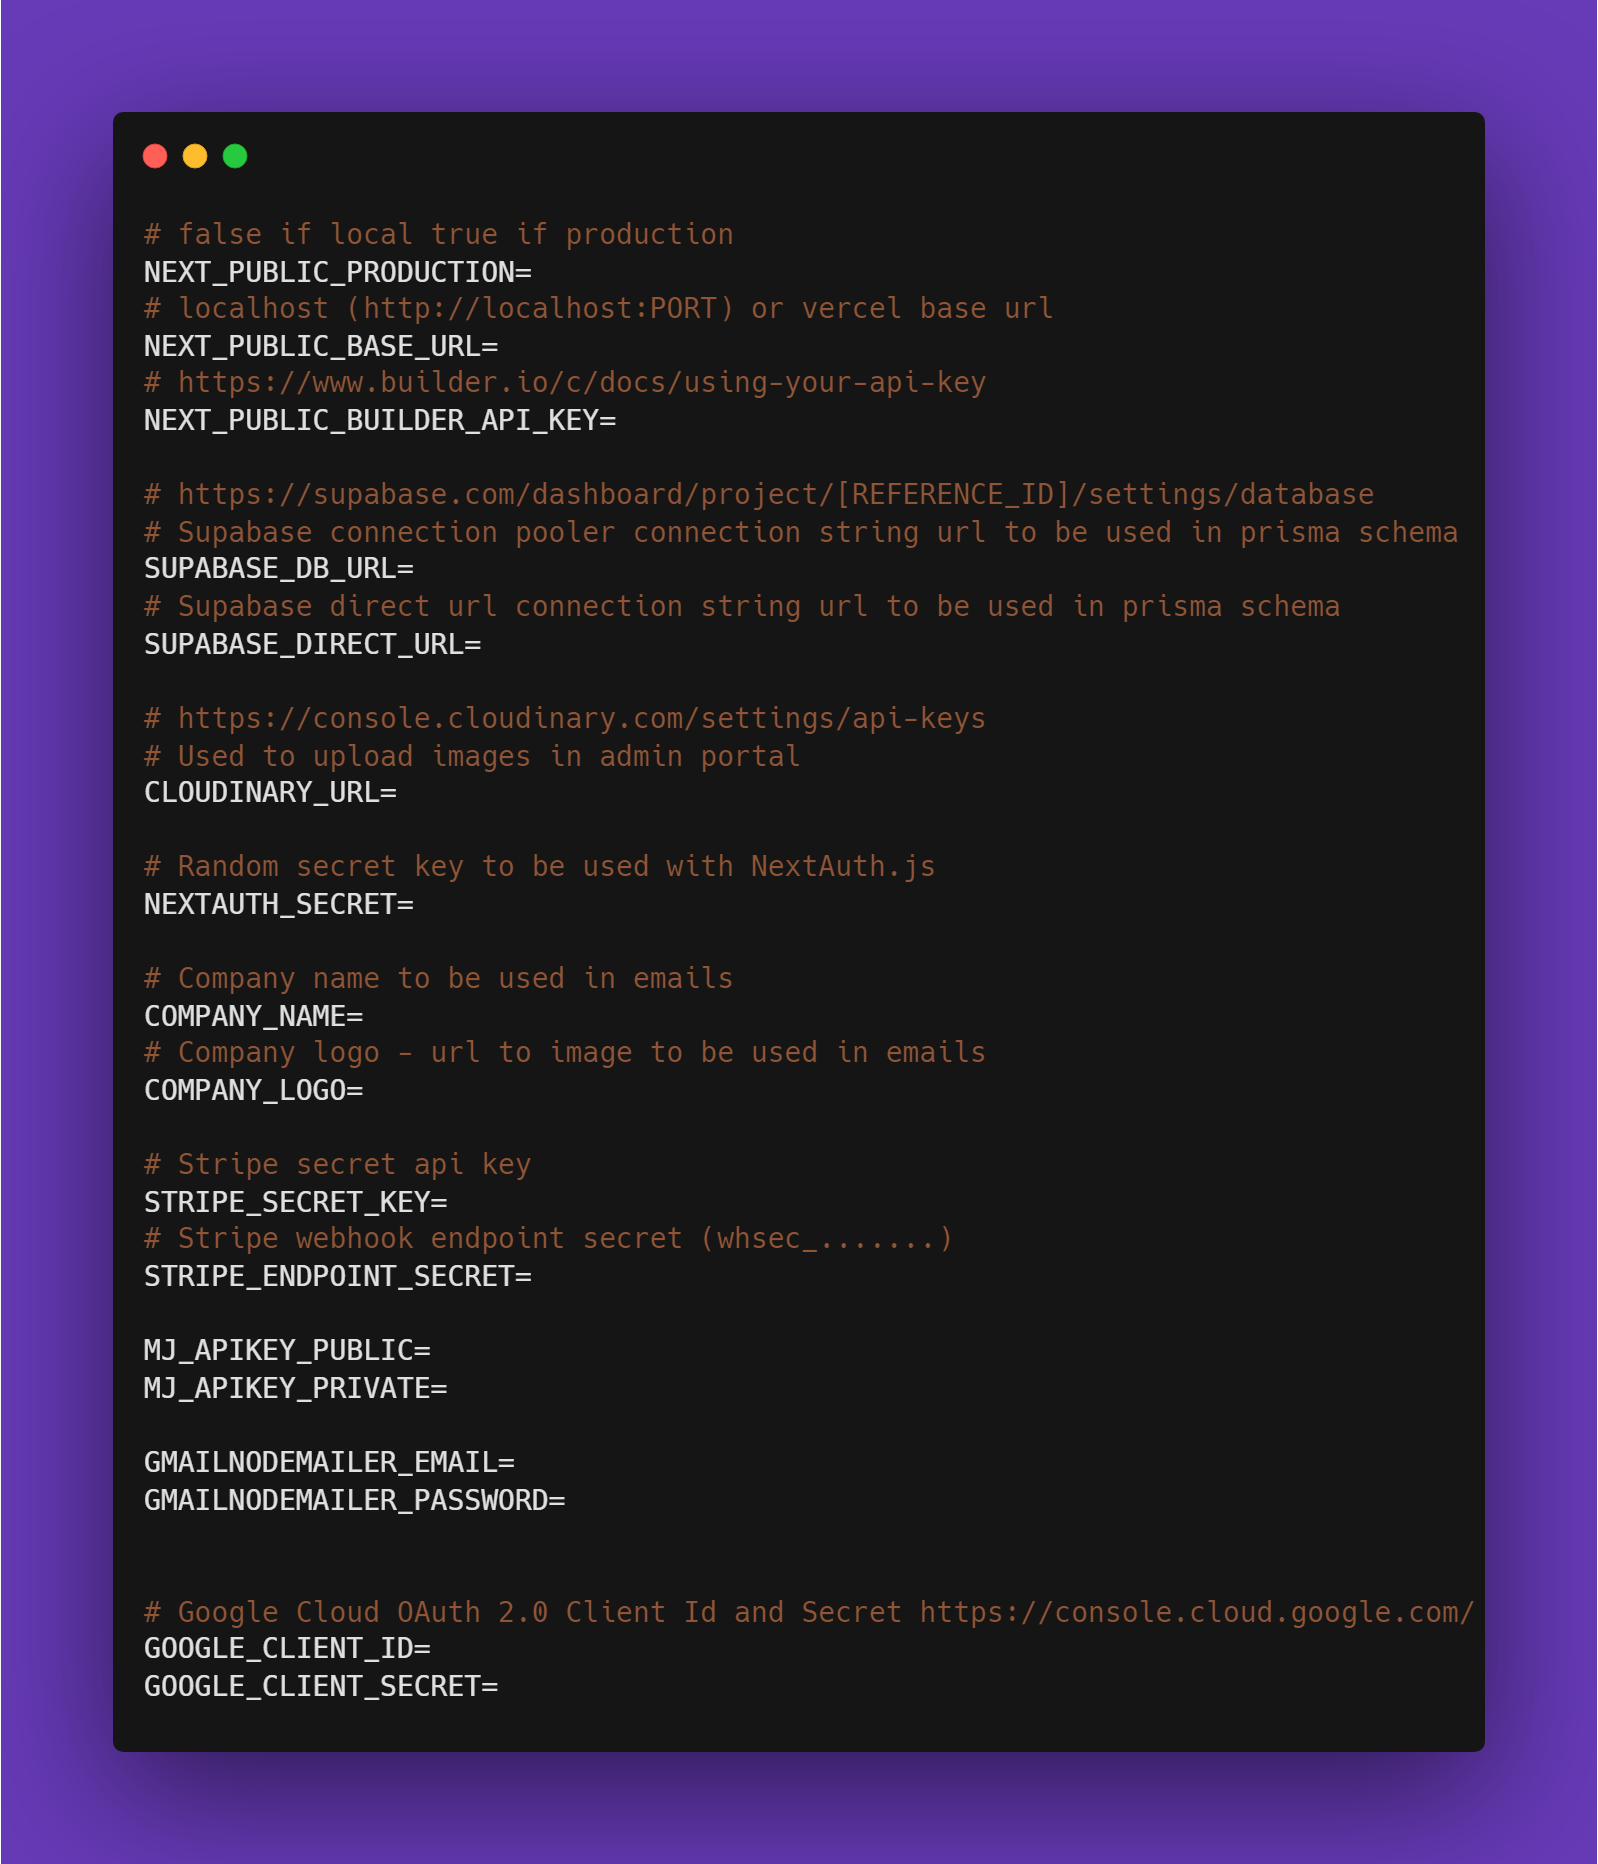 # false if local true if production
NEXT_PUBLIC_PRODUCTION=
# localhost (http://localhost:PORT) or vercel base url
NEXT_PUBLIC_BASE_URL=
# https://www.builder.io/c/docs/using-your-api-key
NEXT_PUBLIC_BUILDER_API_KEY=
# https://supabase.com/dashboard/project/[REFERENCE_ID]/settings/database
# Supabase connection pooler connection string url to be used in prisma schema
SUPABASE_DB_URL=
# Supabase direct url connection string url to be used in prisma schema
SUPABASE_DIRECT_URL=
# https://console.cloudinary.com/settings/api-keys
# Used to upload images in admin portal
CLOUDINARY_URL=
# Random secret key to be used with NextAuth.js
NEXTAUTH_SECRET=
# Company name to be used in emails
COMPANY_NAME=
# Company logo - url to image to be used in emails
COMPANY_LOGO=
# Stripe secret api key
STRIPE_SECRET_KEY=
# Stripe webhook endpoint secret (whsec_.......)
STRIPE_ENDPOINT_SECRET=
MJ_APIKEY_PUBLIC=
MJ_APIKEY_PRIVATE=
GMAILNODEMAILER_EMAIL=
GMAILNODEMAILER_PASSWORD=
# Google Cloud OAuth 2.0 Client Id and Secret https://console.cloud.google.com/
GOOGLE_CLIENT_ID=
GOOGLE_CLIENT_SECRET=